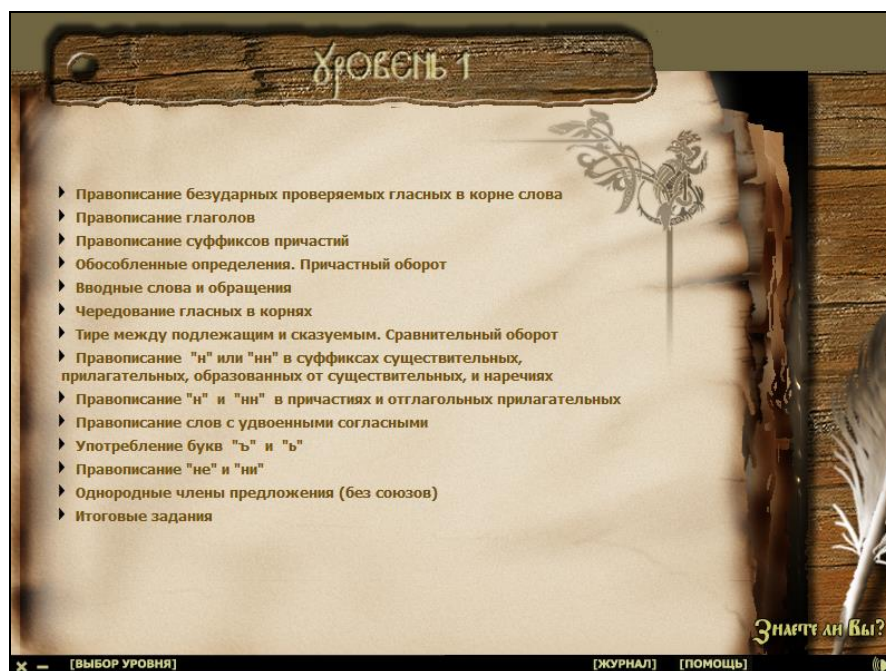 Уровень 1
Правописание безударных проверяемых гласных в корне слова
Правописание глаголов
Правописание суффиксов причастий
Обособленные определения. Причастный оборот
Вводные слова и обращения
Чередование гласных в корнях
Тире между подлежащим и сказуемым. Сравнительный оборот
Правописание "н" или "нн" в суффиксах существительных,
прилагательных, образованных от существительных, и наречиях
Правописание "н" и "нн" в причастиях и отглагольных прилагательных
Правописание слов с удвоенными согласными
Употребление букв "ъ" и "ь"
Правописание "не" и "ни"
Однородные члены предложения (без союзов)
Итоговые задания
Знаете ли Вы?
[ВЫБОР УРОВНЯ] [ЖУРНАЛ] [ПОМОЩЬ]